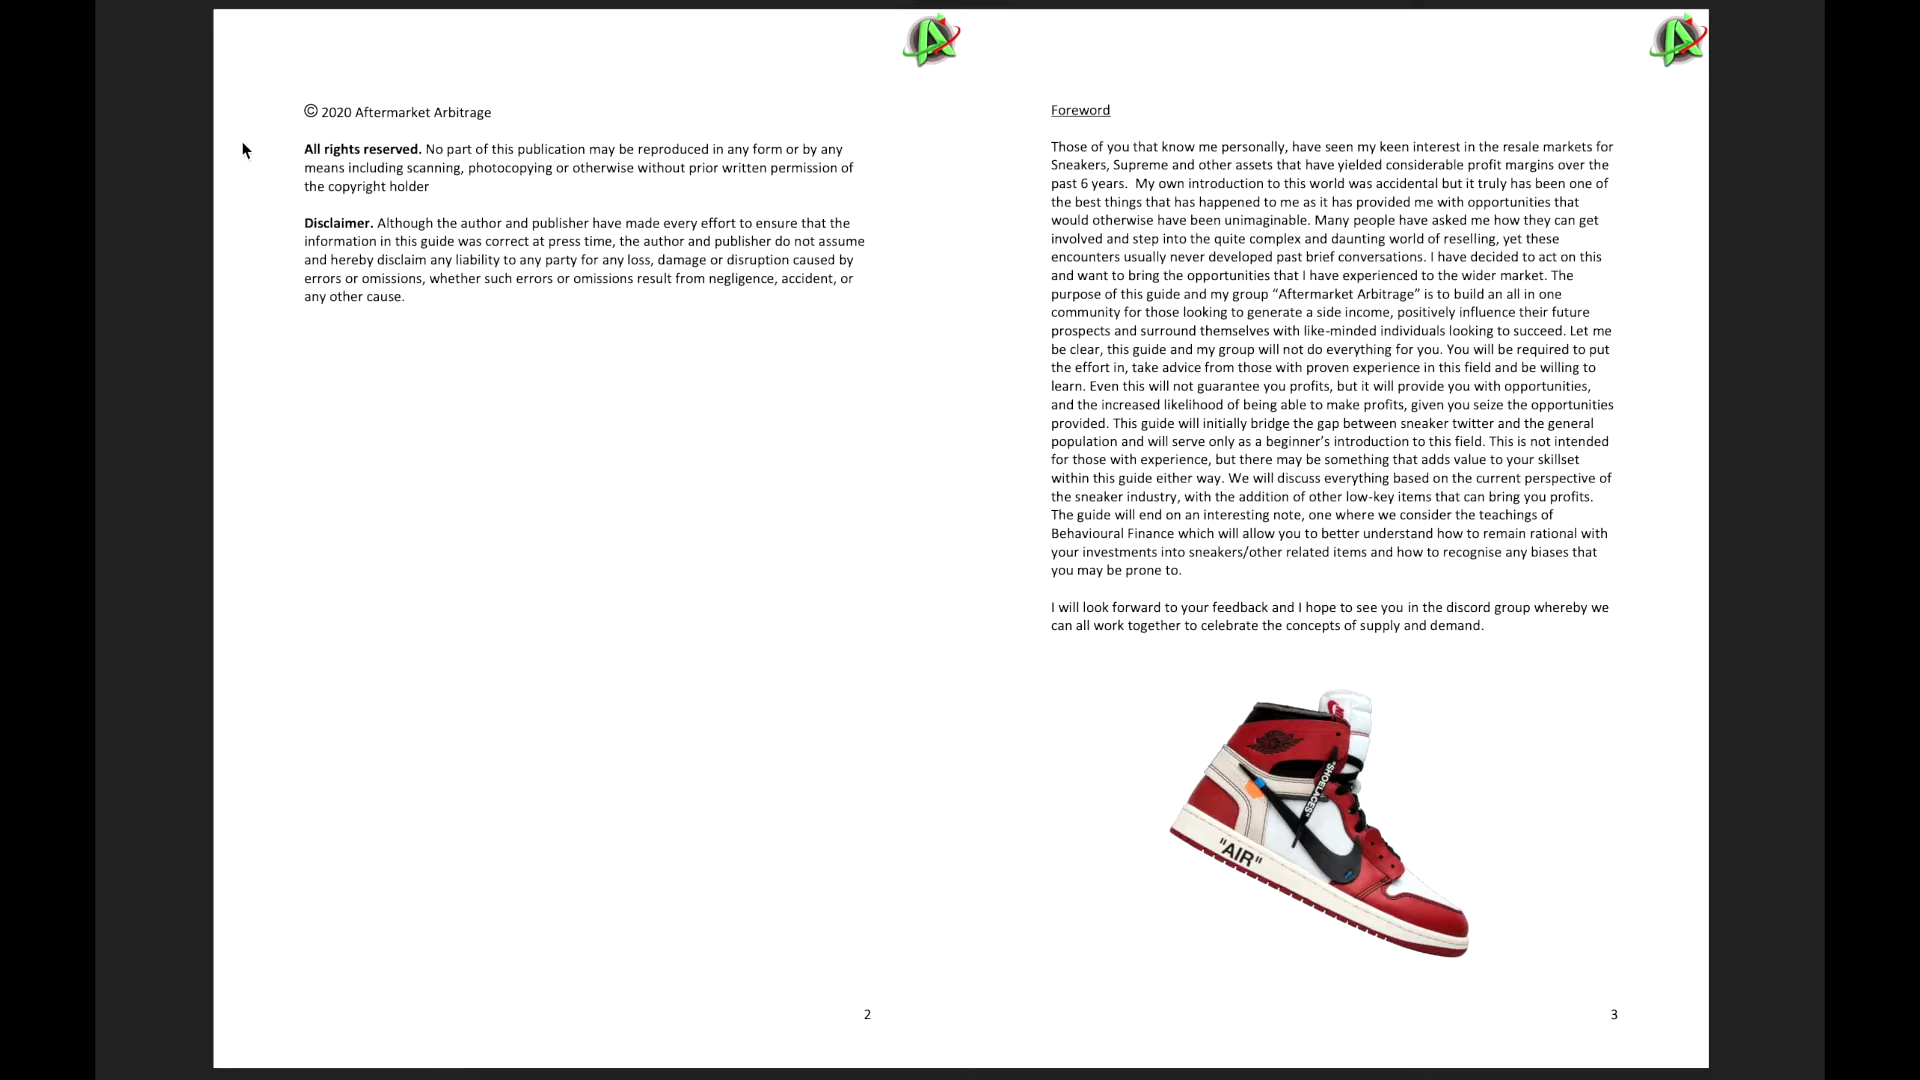 © 2020 Aftermarket Arbitrage
All rights reserved. No part of this publication may be reproduced in any form or by any
means including scanning, photocopying or otherwise without prior written permission of
the copyright holder
Disclaimer. Although the author and publisher have made every effort to ensure that the
information in this guide was correct at press time, the author and publisher do not assume
and hereby disclaim any liability to any party for any loss, damage or disruption caused by
errors or omissions, whether such errors or omissions result from negligence, accident, or
any other cause.
2
Foreword
Those of you that know me personally, have seen my keen interest in the resale markets for
Sneakers, Supreme and other assets that have yielded considerable profit margins over the
past 6 years.  My own introduction to this world was accidental but it truly has been one of
the best things that has happened to me as it has provided me with opportunities that
would otherwise have been unimaginable. Many people have asked me how they can get
involved and step into the quite complex and daunting world of reselling, yet these
encounters usually never developed past brief conversations. I have decided to act on this
and want to bring the opportunities that I have experienced to the wider market. The
purpose of this guide and my group “Aftermarket Arbitrage” is to build an all in one
community for those looking to generate a side income, positively influence their future
prospects and surround themselves with like-minded individuals looking to succeed. Let me
be clear, this guide and my group will not do everything for you. You will be required to put
the effort in, take advice from those with proven experience in this field and be willing to
learn. Even this will not guarantee you profits, but it will provide you with opportunities,
and the increased likelihood of being able to make profits, given you seize the opportunities
provided. This guide will initially bridge the gap between sneaker twitter and the general
population and will serve only as a beginner’s introduction to this field. This is not intended
for those with experience, but there may be something that adds value to your skillset
within this guide either way. We will discuss everything based on the current perspective of
the sneaker industry, with the addition of other low-key items that can bring you profits.
The guide will end on an interesting note, one where we consider the teachings of
Behavioural Finance which will allow you to better understand how to remain rational with
your investments into sneakers/other related items and how to recognise any biases that
you may be prone to.
I will look forward to your feedback and I hope to see you in the discord group whereby we
can all work together to celebrate the concepts of supply and demand.
"SHOELACES"
"AIR"
3